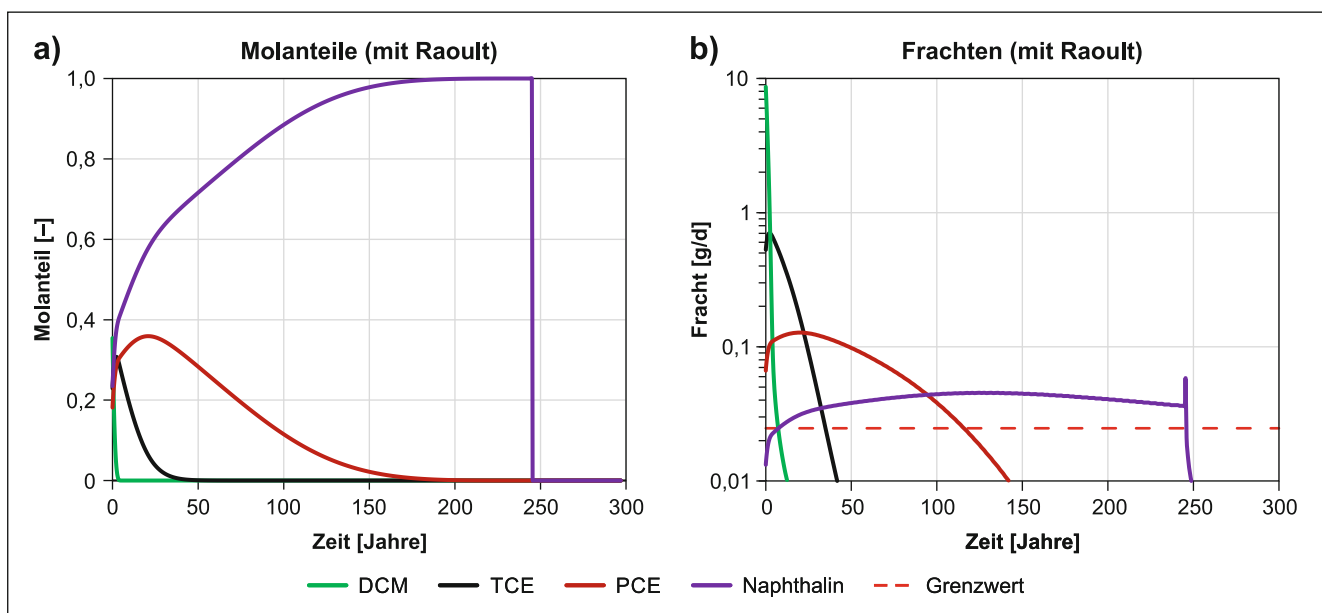 a) Molanteile (mit Raoult)
Molanteil [–]
1,0
0,8
0,6
0,4
0,2
0
0 50 100 150 200 250 300
Zeit [Jahre]
b) Frachten (mit Raoult)
Fracht [g/d]
10
1
0,1
0,01
0 50 100 150 200 250 300
Zeit [Jahre]
DCM TCE PCE Naphthalin Grenzwert